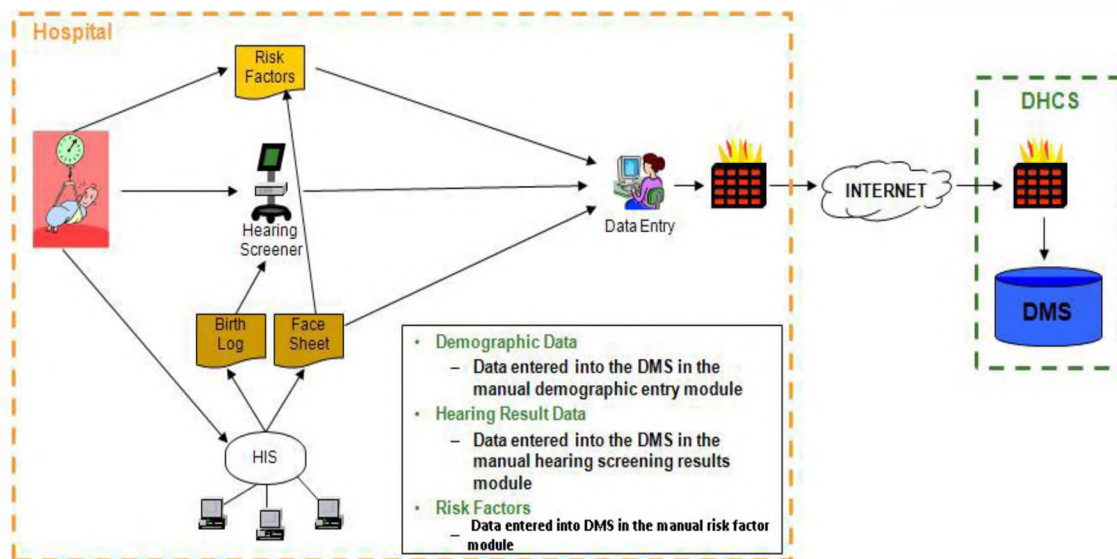 Hospital
Risk
Factors
DHCS
INTERNET
Hearing
Screener
Data Entry
DMS
Birth
Log
Face
Sheet
HIS
• Demographic Data
– Data entered into the DMS in the
manual demographic entry module
• Hearing Result Data
– Data entered into the DMS in the
manual hearing screening results
module
• Risk Factors
– Data entered into DMS in the manual risk factor
module